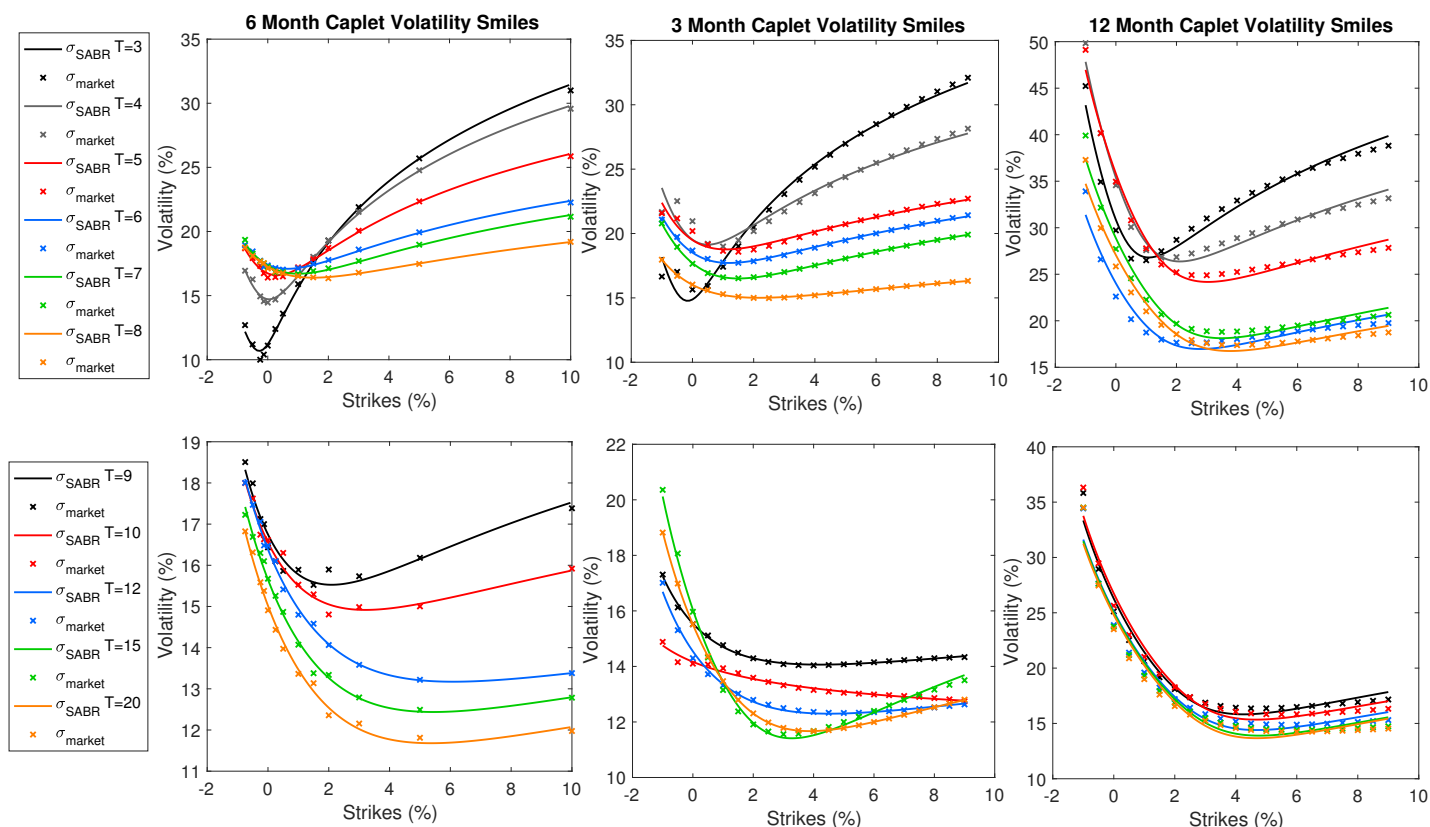 6 Month Caplet Volatility Smiles
3 Month Caplet Volatility Smiles
12 Month Caplet Volatility Smiles
σSABR T=3
σmarket
σSABR T=4
σmarket
σSABR T=5
σmarket
σSABR T=6
σmarket
σSABR T=7
σmarket
σSABR T=8
σmarket
Volatility (%)
35
30
25
20
15
10
-2 0 2 4 6 8 10
Strikes (%)
Volatility (%)
35
30
25
20
15
10
-2 0 2 4 6 8 10
Strikes (%)
Volatility (%)
50
45
40
35
30
25
20
15
-2 0 2 4 6 8 10
Strikes (%)
σSABR T=9
σmarket
σSABR T=10
σmarket
σSABR T=12
σmarket
σSABR T=15
σmarket
σSABR T=20
σmarket
Volatility (%)
19
18
17
16
15
14
13
12
11
-2 0 2 4 6 8 10
Strikes (%)
Volatility (%)
22
20
18
16
14
12
10
-2 0 2 4 6 8 10
Strikes (%)
Volatility (%)
40
35
30
25
20
15
10
-2 0 2 4 6 8 10
Strikes (%)